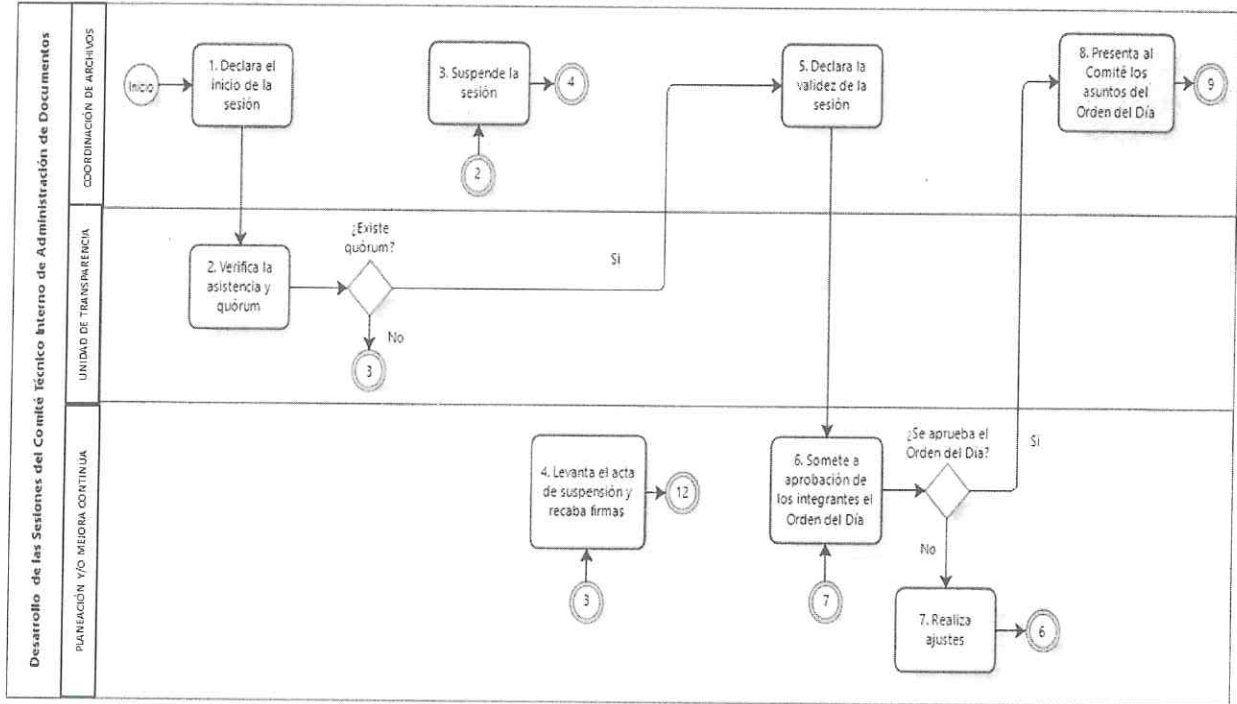 Desarrollo de las Sesiones del Comité Técnico Interno de Administración de Documentos
COORDINACIÓN DE ARCHIVOS
Inicio
1. Declara el
inicio de la
sesión
3. Suspende la
sesión
4
2
5. Declara la
validez de la
sesión
8. Presenta al
Comité los
asuntos del
Orden del Día
9
UNIDAD DE TRANSPARENCIA
2. Verifica la
asistencia y
quórum
¿Existe
quórum?
Si
No
3
PLANEACIÓN Y/O MEJORA CONTINUA
4. Levanta el acta
de suspensión y
recaba firmas
12
3
6. Somete a
aprobación de
los integrantes el
Orden del Día
7
¿Se aprueba el
Orden del Día?
Si
No
7. Realiza
ajustes
6